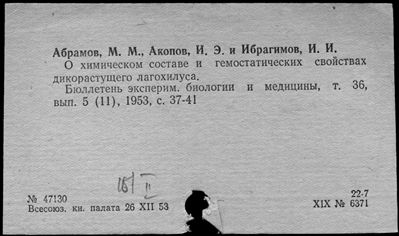 Абрамов, М. М., Акопов, И. Э. и Ибрагимов, И. И.
О химическом составе и гемостатических свойствах
дикорастущего лагохилуса.
Бюллетень эксперим. биологии и медицины, т. 36,
вып. 5 (11), 1953, с. 37-41
№ 47130
Всесоюз. кн. палата 26 XII 53
22-7
XIX № 6371